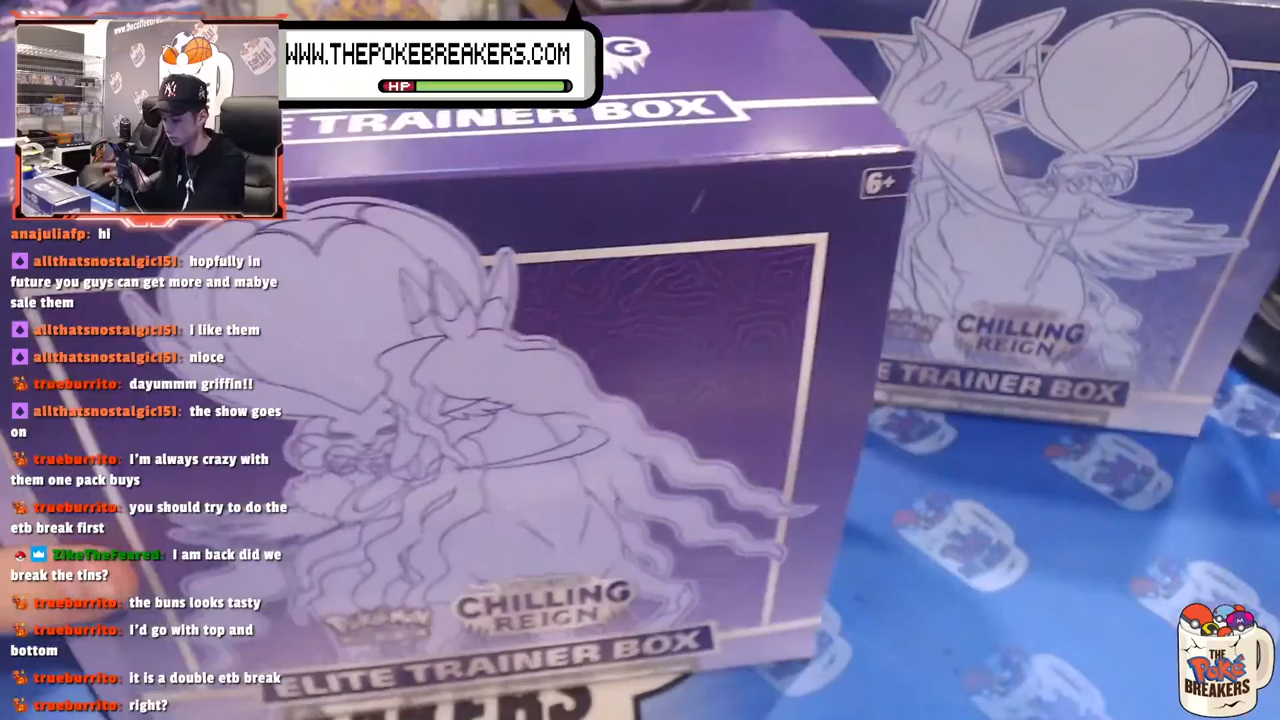 WWW.THEPOKEBREAKERS.COM
HP
G
E TRAINER BOX
6+
CHILLING
REIGN
E TRAINER BOX
Pokémon
CHILLING
REIGN
ELITE TRAINER BOX
anajuliafp: hi
allthatsnostalgic151: hopfully in
future you guys can get more and mabye
sale them
allthatsnostalgic151: i like them
allthatsnostalgic151: nioce
trueburrito: dayummm griffin!!
allthatsnostalgic151: the show goes
on
trueburrito: I'm always crazy with
them one pack buys
trueburrito: you should try to do the
etb break first
ZikeTheFeared: I am back did we
break the tins?
trueburrito: the buns looks tasty
trueburrito: I'd go with top and
bottom
trueburrito: it is a double etb break
trueburrito: right?
THE
Poké
BREAKERS